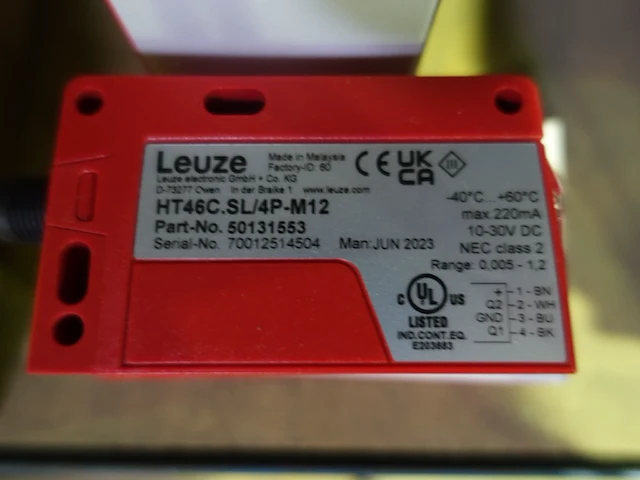 Leuze
Made in Malaysia
Factory-ID: 60
CE UK CA III
Leuze electronic GmbH + Co. KG
D-73277 Owen In der Braike 1 www.leuze.com
HT46C.SL/4P-M12
Part-No. 50131553
Serial-No. 70012514504 Man:JUN 2023
-40°C... +60°C
max.220mA
10-30V DC
NEC class 2
Range: 0,005 - 1,2
C UL US
LISTED
IND.CONT.EQ.
E203683
+ 1 - BN
Q2 2 - WH
GND 3 - BU
Q1 4 - BK